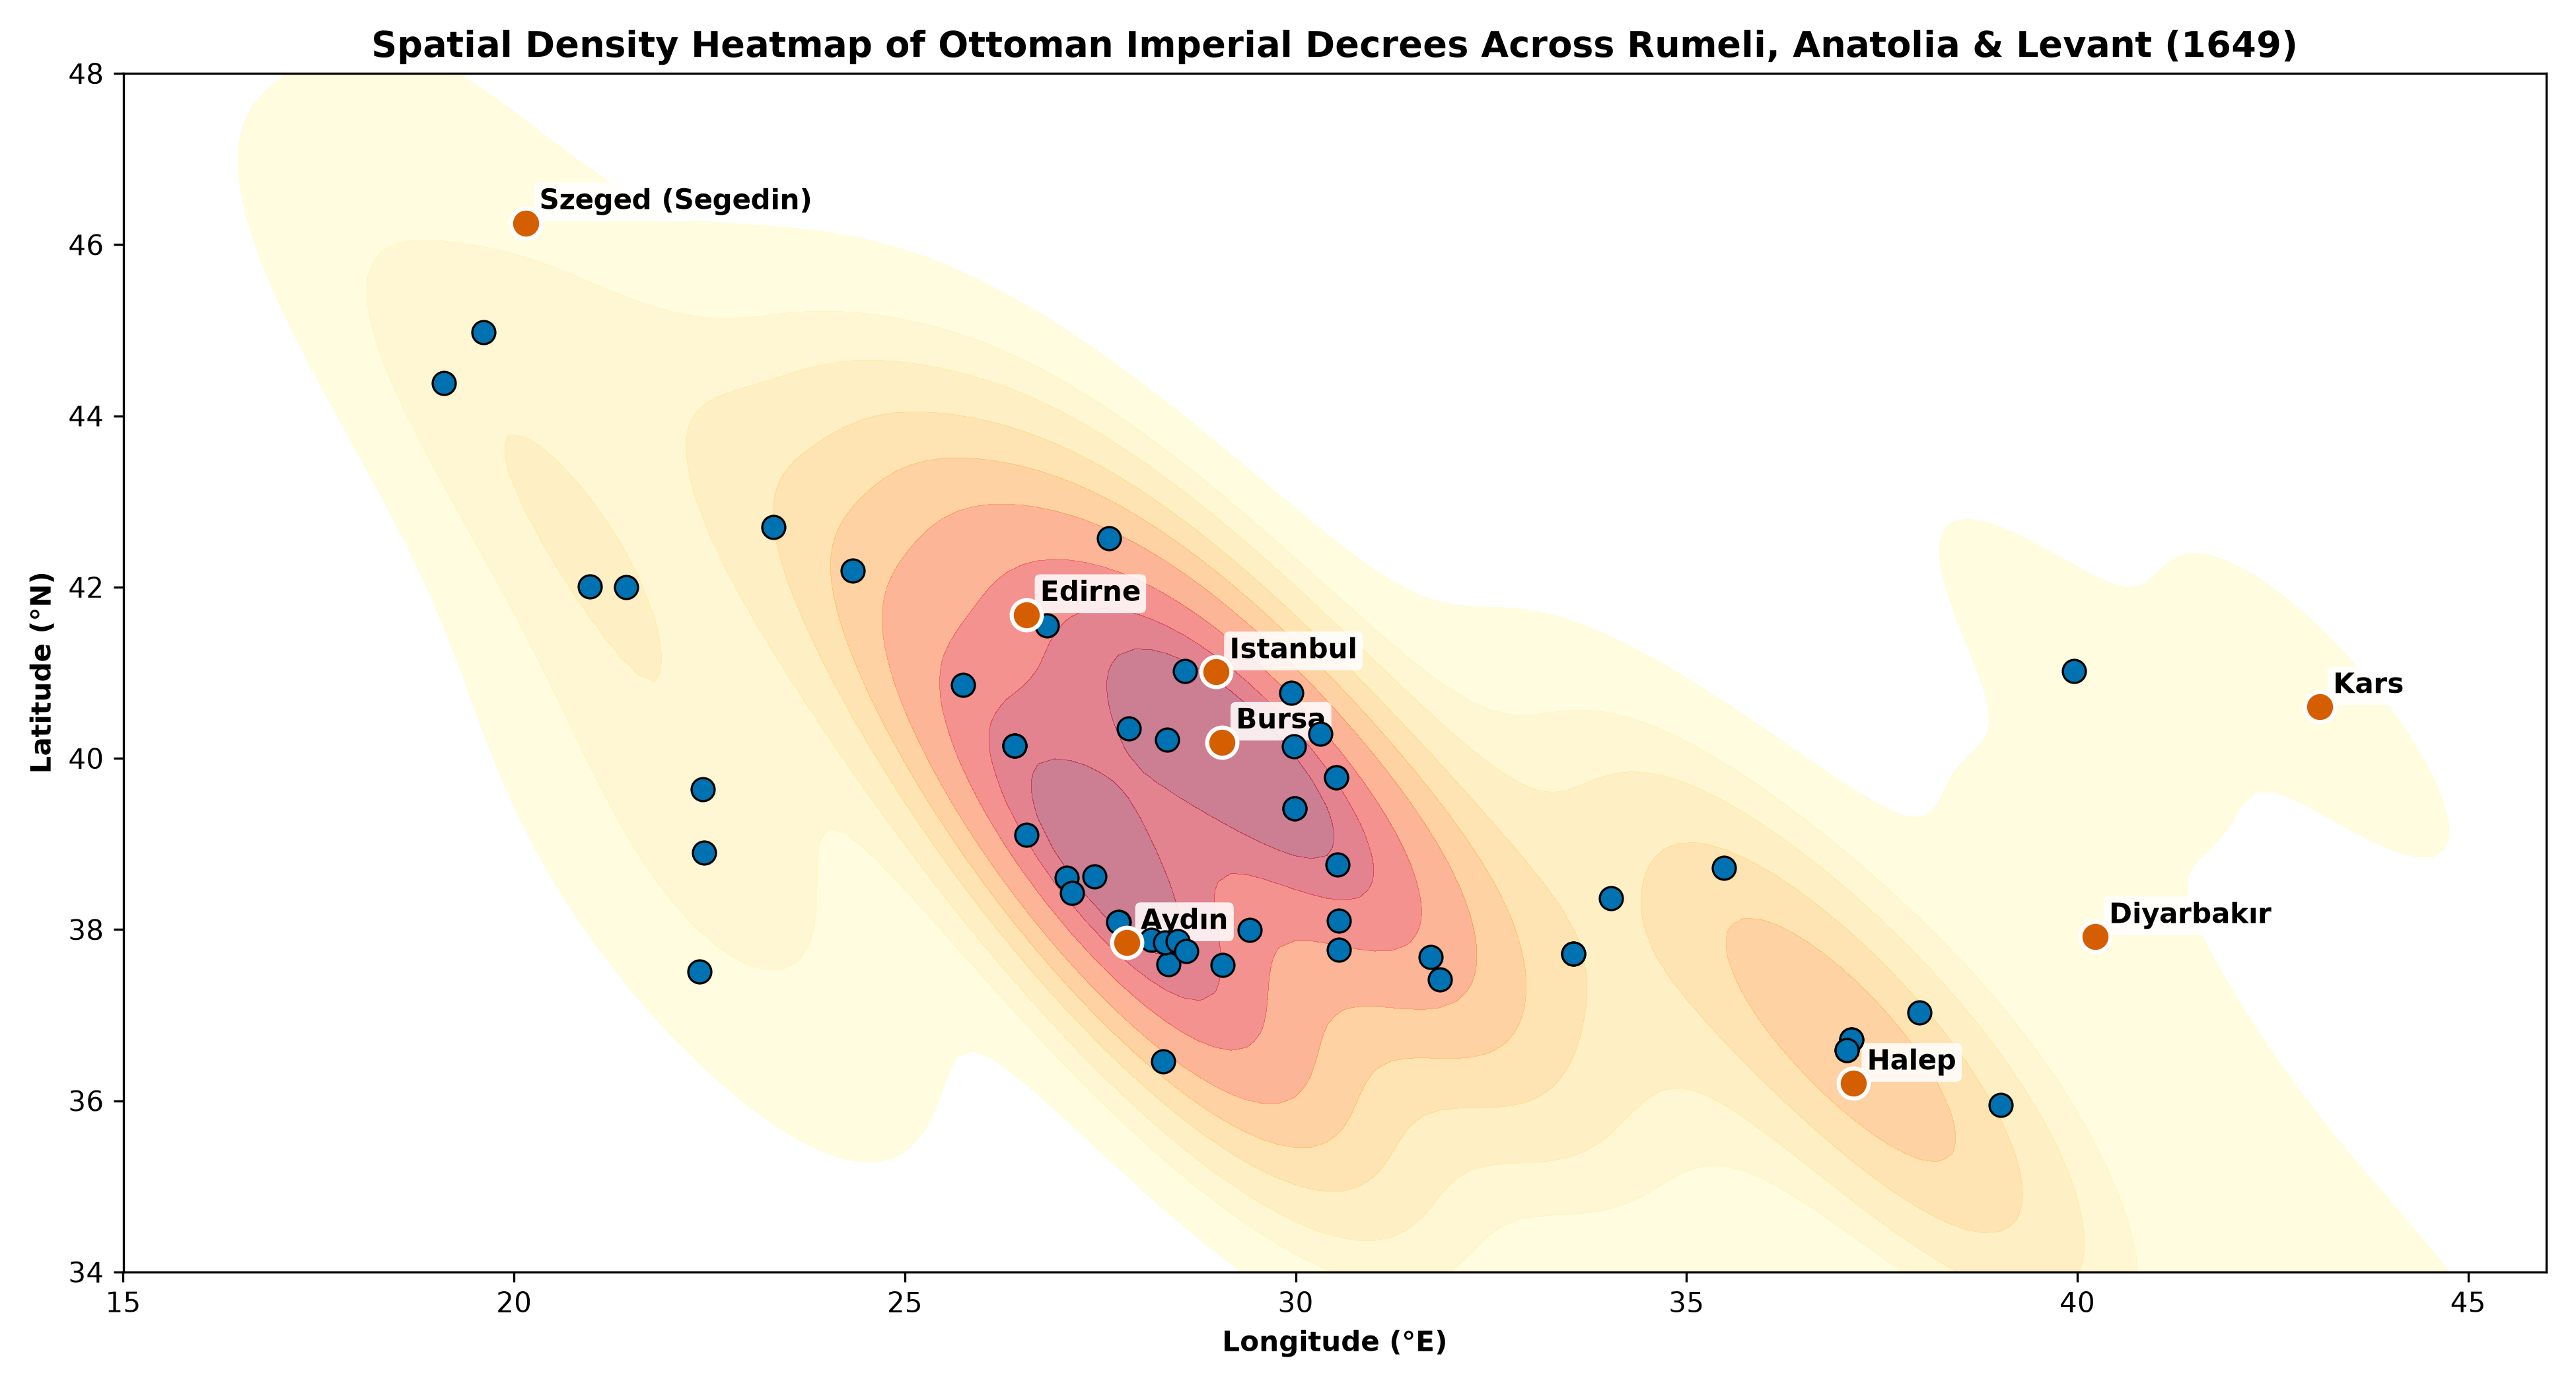 Spatial Density Heatmap of Ottoman Imperial Decrees Across Rumeli, Anatolia & Levant (1649)
48
46
44
42
40
38
36
34
Latitude (°N)
Szeged (Segedin)
Edirne
Istanbul
Bursa
Kars
Aydın
Diyarbakır
Halep
15
20
25
30
35
40
45
Longitude (°E)